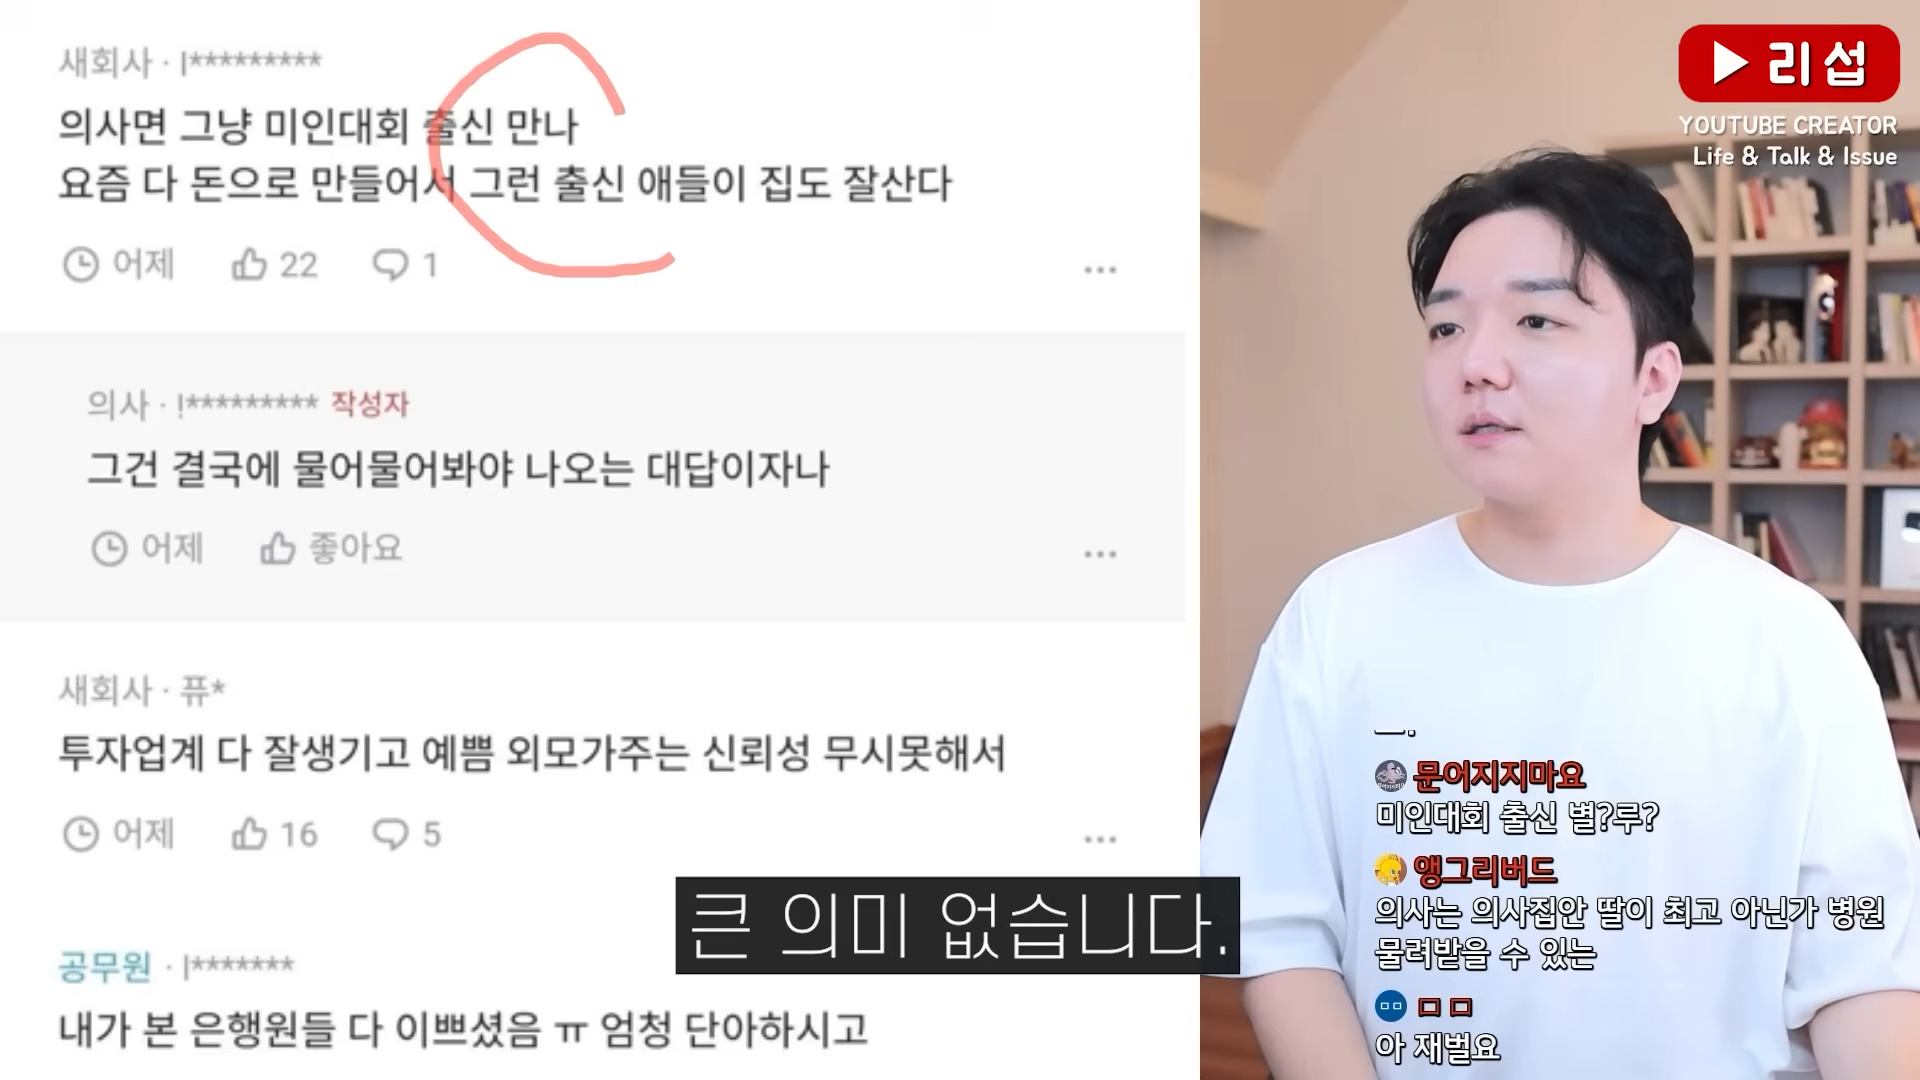 새회사 · I*********
의사면 그냥 미인대회 출신 만나
요즘 다 돈으로 만들어서 그런 출신 애들이 집도 잘산다
어제 22 1
의사 · !********* 작성자
그건 결국에 물어물어봐야 나오는 대답이자나
어제 좋아요
새회사 · 퓨*
투자업계 다 잘생기고 예쁨 외모가주는 신뢰성 무시못해서
어제 16 5
공무원 · I*******
내가 본 은행원들 다 이쁘셨음 ㅠ 엄청 단아하시고
큰 의미 없습니다.
리섭
YOUTUBE CREATOR
Life & Talk & Issue
문어지지마요
미인대회 출신 별?루?
앵그리버드
의사는 의사집안 딸이 최고 아닌가 병원
물려받을 수 있는
ㅁㅁ
아 재벌요